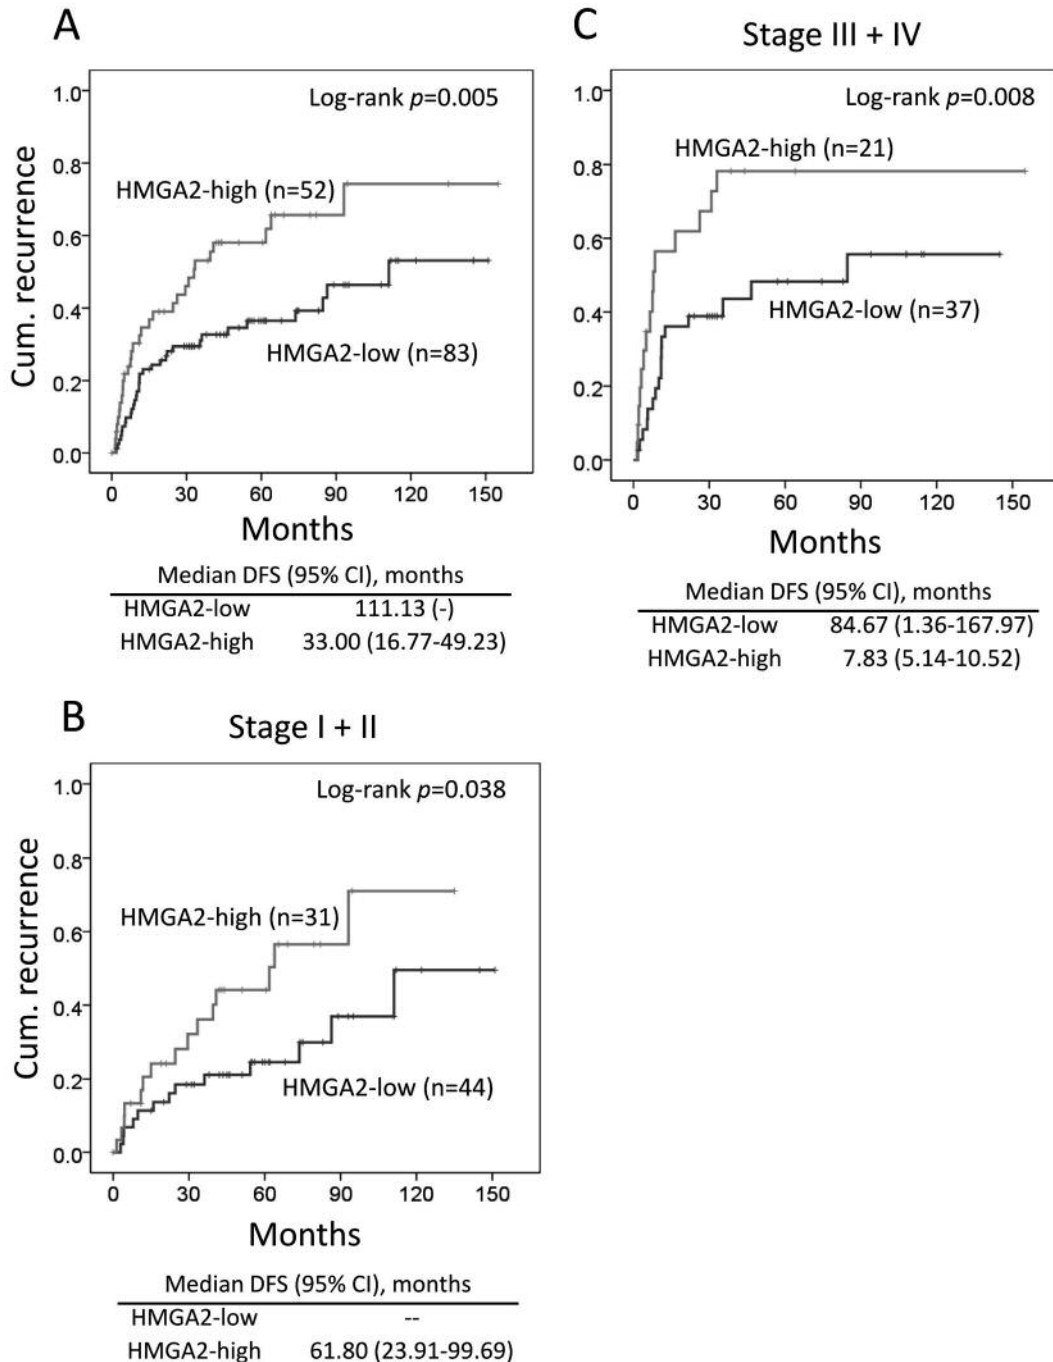 A
Log-rank p=0.005
HMGA2-high (n=52)
HMGA2-low (n=83)
Cum. recurrence
1.0
0.8
0.6
0.4
0.2
0.0
0 30 60 90 120 150
Months
Median DFS (95% CI), months
HMGA2-low 111.13 (-)
HMGA2-high 33.00 (16.77-49.23)
C
Stage III + IV
Log-rank p=0.008
HMGA2-high (n=21)
HMGA2-low (n=37)
1.0
0.8
0.6
0.4
0.2
0.0
0 30 60 90 120 150
Months
Median DFS (95% CI), months
HMGA2-low 84.67 (1.36-167.97)
HMGA2-high 7.83 (5.14-10.52)
B
Stage I + II
Log-rank p=0.038
HMGA2-high (n=31)
HMGA2-low (n=44)
Cum. recurrence
1.0
0.8
0.6
0.4
0.2
0.0
0 30 60 90 120 150
Months
Median DFS (95% CI), months
HMGA2-low --
HMGA2-high 61.80 (23.91-99.69)